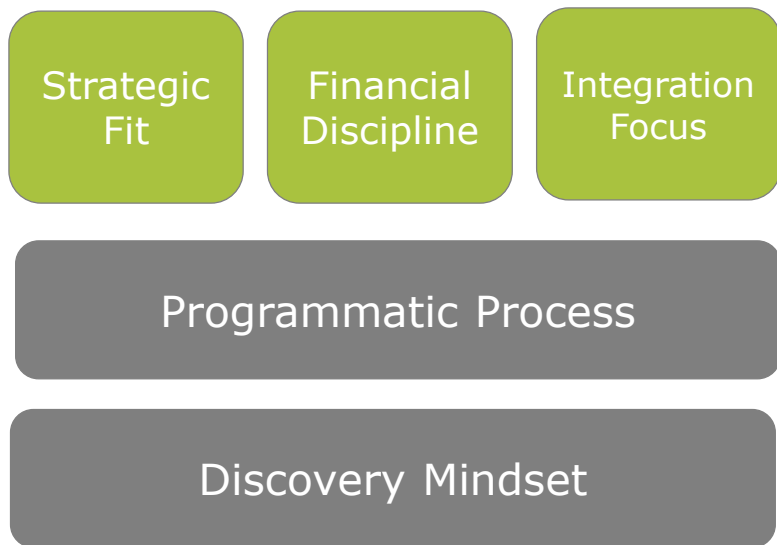 Strategic
Fit
Financial
Discipline
Integration
Focus
Programmatic Process
Discovery Mindset